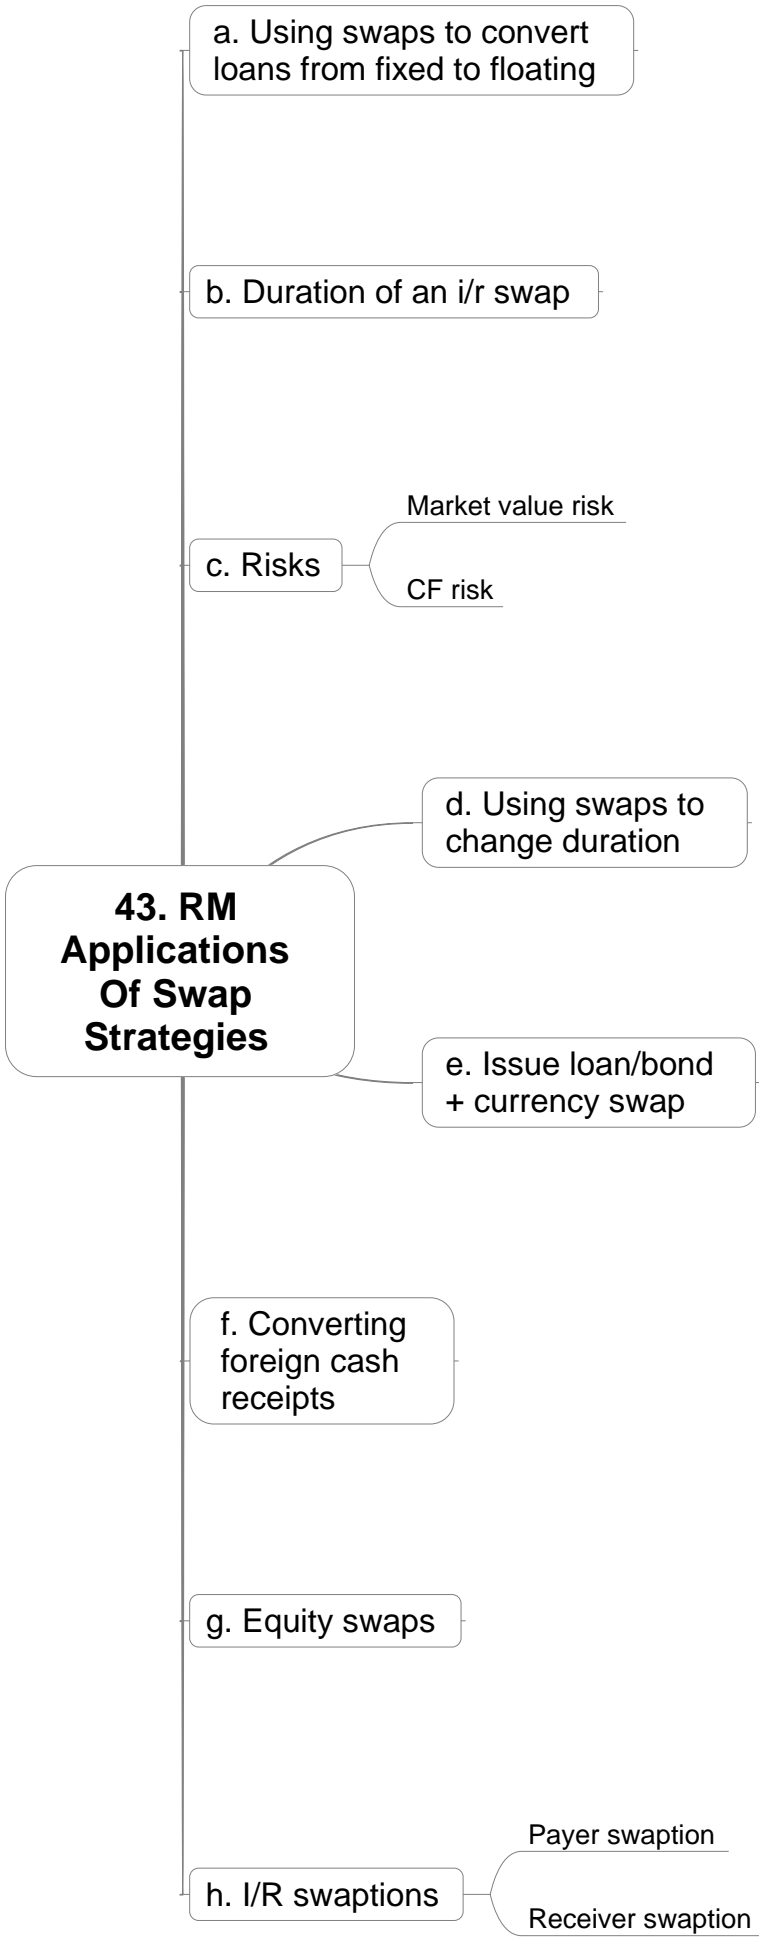 a. Using swaps to convert
loans from fixed to floating
b. Duration of an i/r swap
Market value risk
c. Risks
CF risk
d. Using swaps to
change duration
43. RM
Applications
Of Swap
Strategies
e. Issue loan/bond
+ currency swap
f. Converting
foreign cash
receipts
g. Equity swaps
Payer swaption
h. I/R swaptions
Receiver swaption